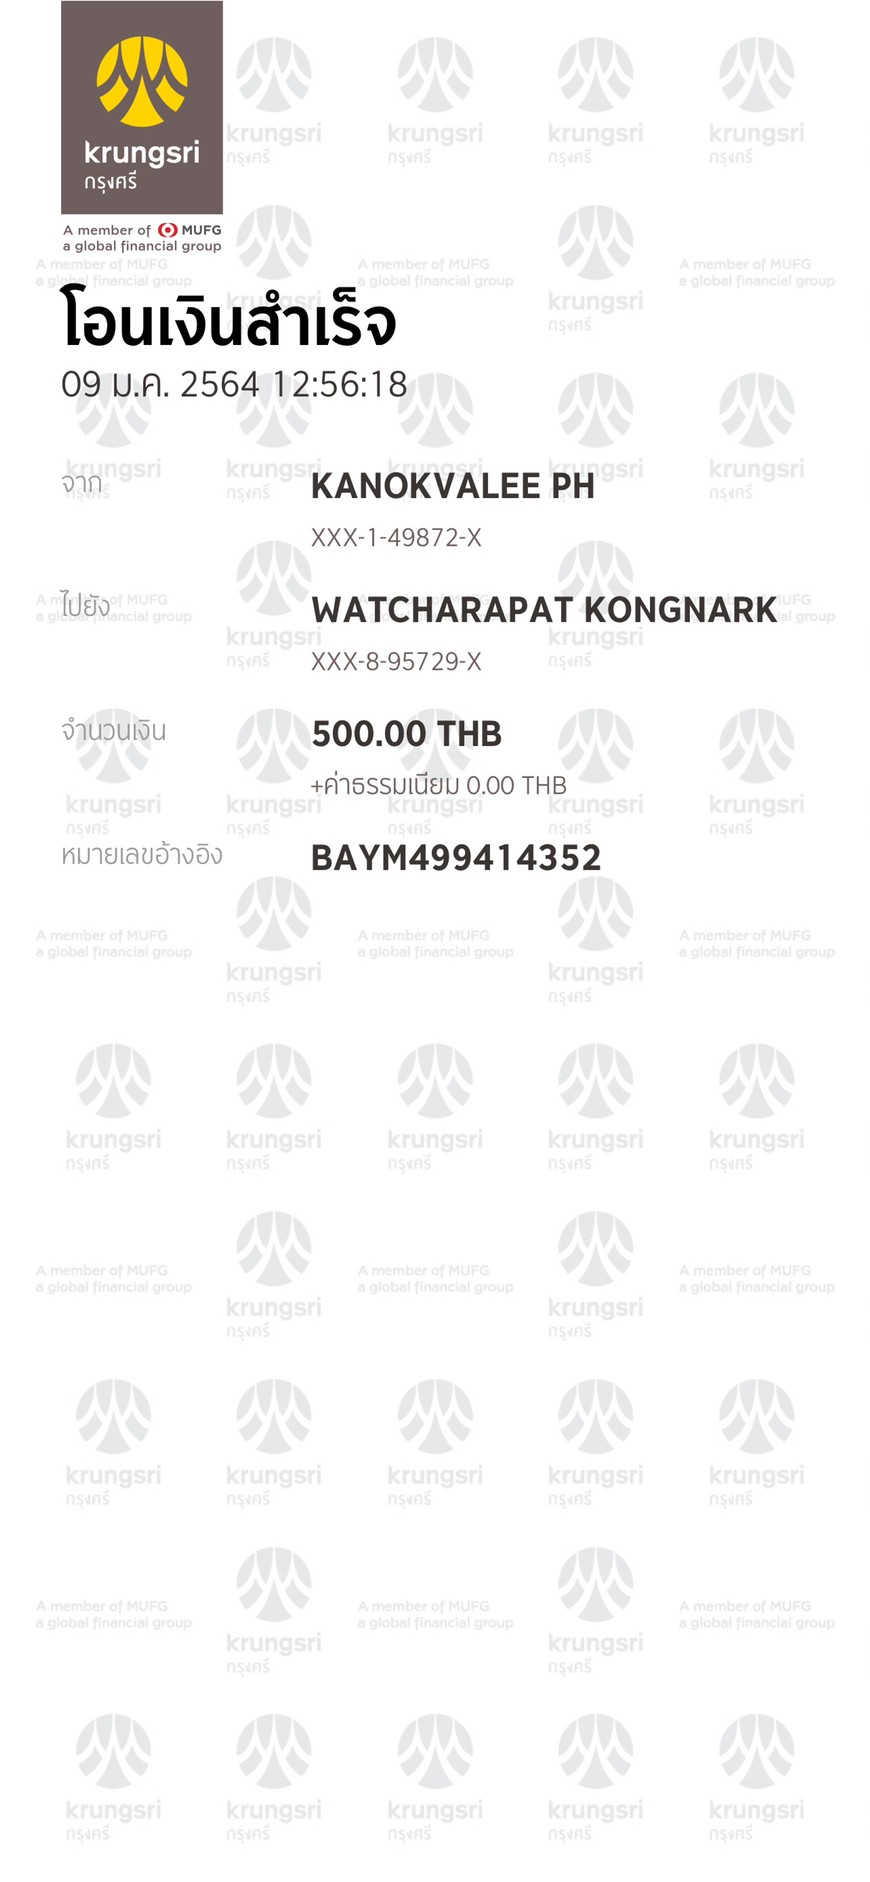 krungsri
กรุงศรี
A member of MUFG
a global financial group
โอนเงินสำเร็จ
09 ม.ค. 2564 12:56:18
จาก
KANOKVALEE PH
XXX-1-49872-X
ไปยัง
WATCHARAPAT KONGNARK
XXX-8-95729-X
จำนวนเงิน
500.00 THB
+ค่าธรรมเนียม 0.00 THB
หมายเลขอ้างอิง
BAYM499414352